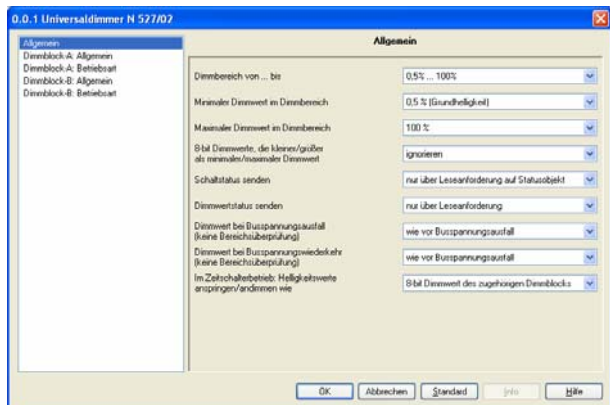 0.0.1 Universaldimmer N 527/02
Allgemein
Dimmblock-A: Allgemein
Dimmblock-A: Betriebsart
Dimmblock-B: Allgemein
Dimmblock-B: Betriebsart
Allgemein
Dimmbereich von ... bis
0,5% ... 100%
Minimaler Dimmwert im Dimmbereich
0,5 % (Grundhelligkeit)
Maximaler Dimmwert im Dimmbereich
100 %
8-bit Dimmwerte, die kleiner/größer
als minimaler/maximaler Dimmwert
ignorieren
Schaltstatus senden
nur über Leseanforderung auf Statusobjekt
Dimmwertstatus senden
nur über Leseanforderung
Dimmwert bei Busspannungsausfall
(keine Bereichsüberprüfung)
wie vor Busspannungsausfall
Dimmwert bei Busspannungswiederkehr
(keine Bereichsüberprüfung)
wie vor Busspannungsausfall
Im Zeitschalterbetrieb: Helligkeitswerte
anspringen/andimmen wie
8-bit Dimmwert des zugehörigen Dimmblocks
OK
Abbrechen
Standard
Info
Hilfe